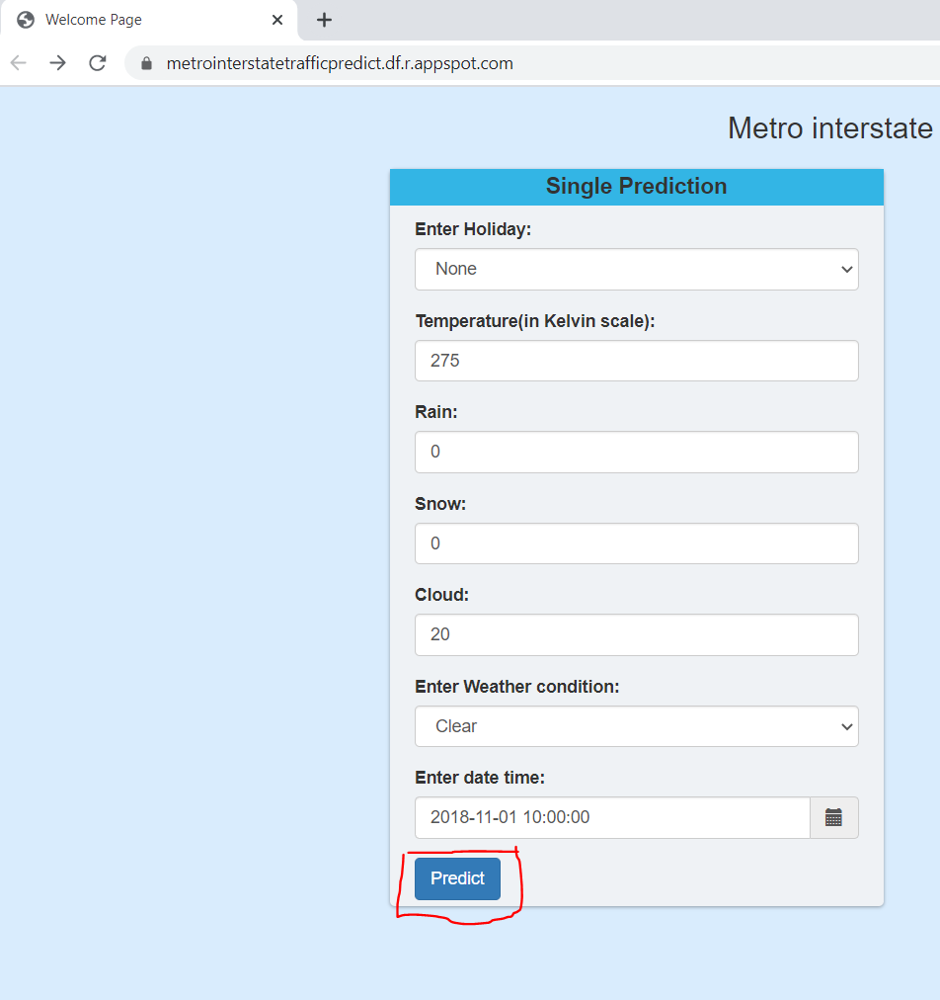 Welcome Page
metrointerstatetrafficpredict.df.r.appspot.com
Metro interstate
Single Prediction
Enter Holiday:
None
Temperature(in Kelvin scale):
275
Rain:
0
Snow:
0
Cloud:
20
Enter Weather condition:
Clear
Enter date time:
2018-11-01 10:00:00
Predict